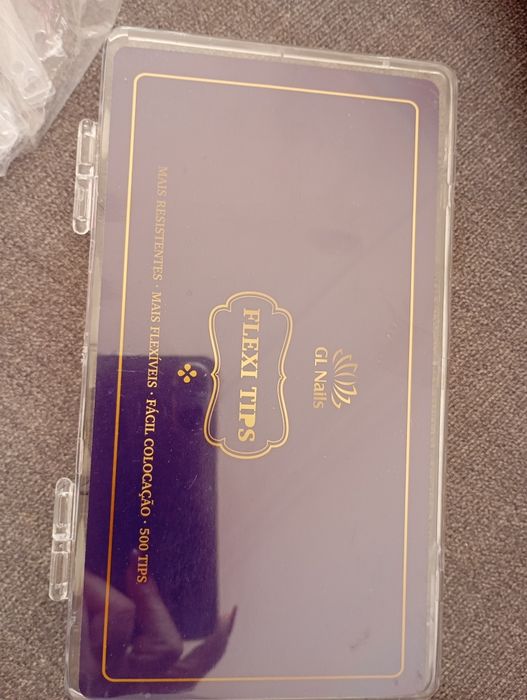 GL Nails
FLEXI TIPS
MAIS RESISTENTES · MAIS FLEXÍVEIS · FÁCIL COLOCAÇÃO · 500 TIPS